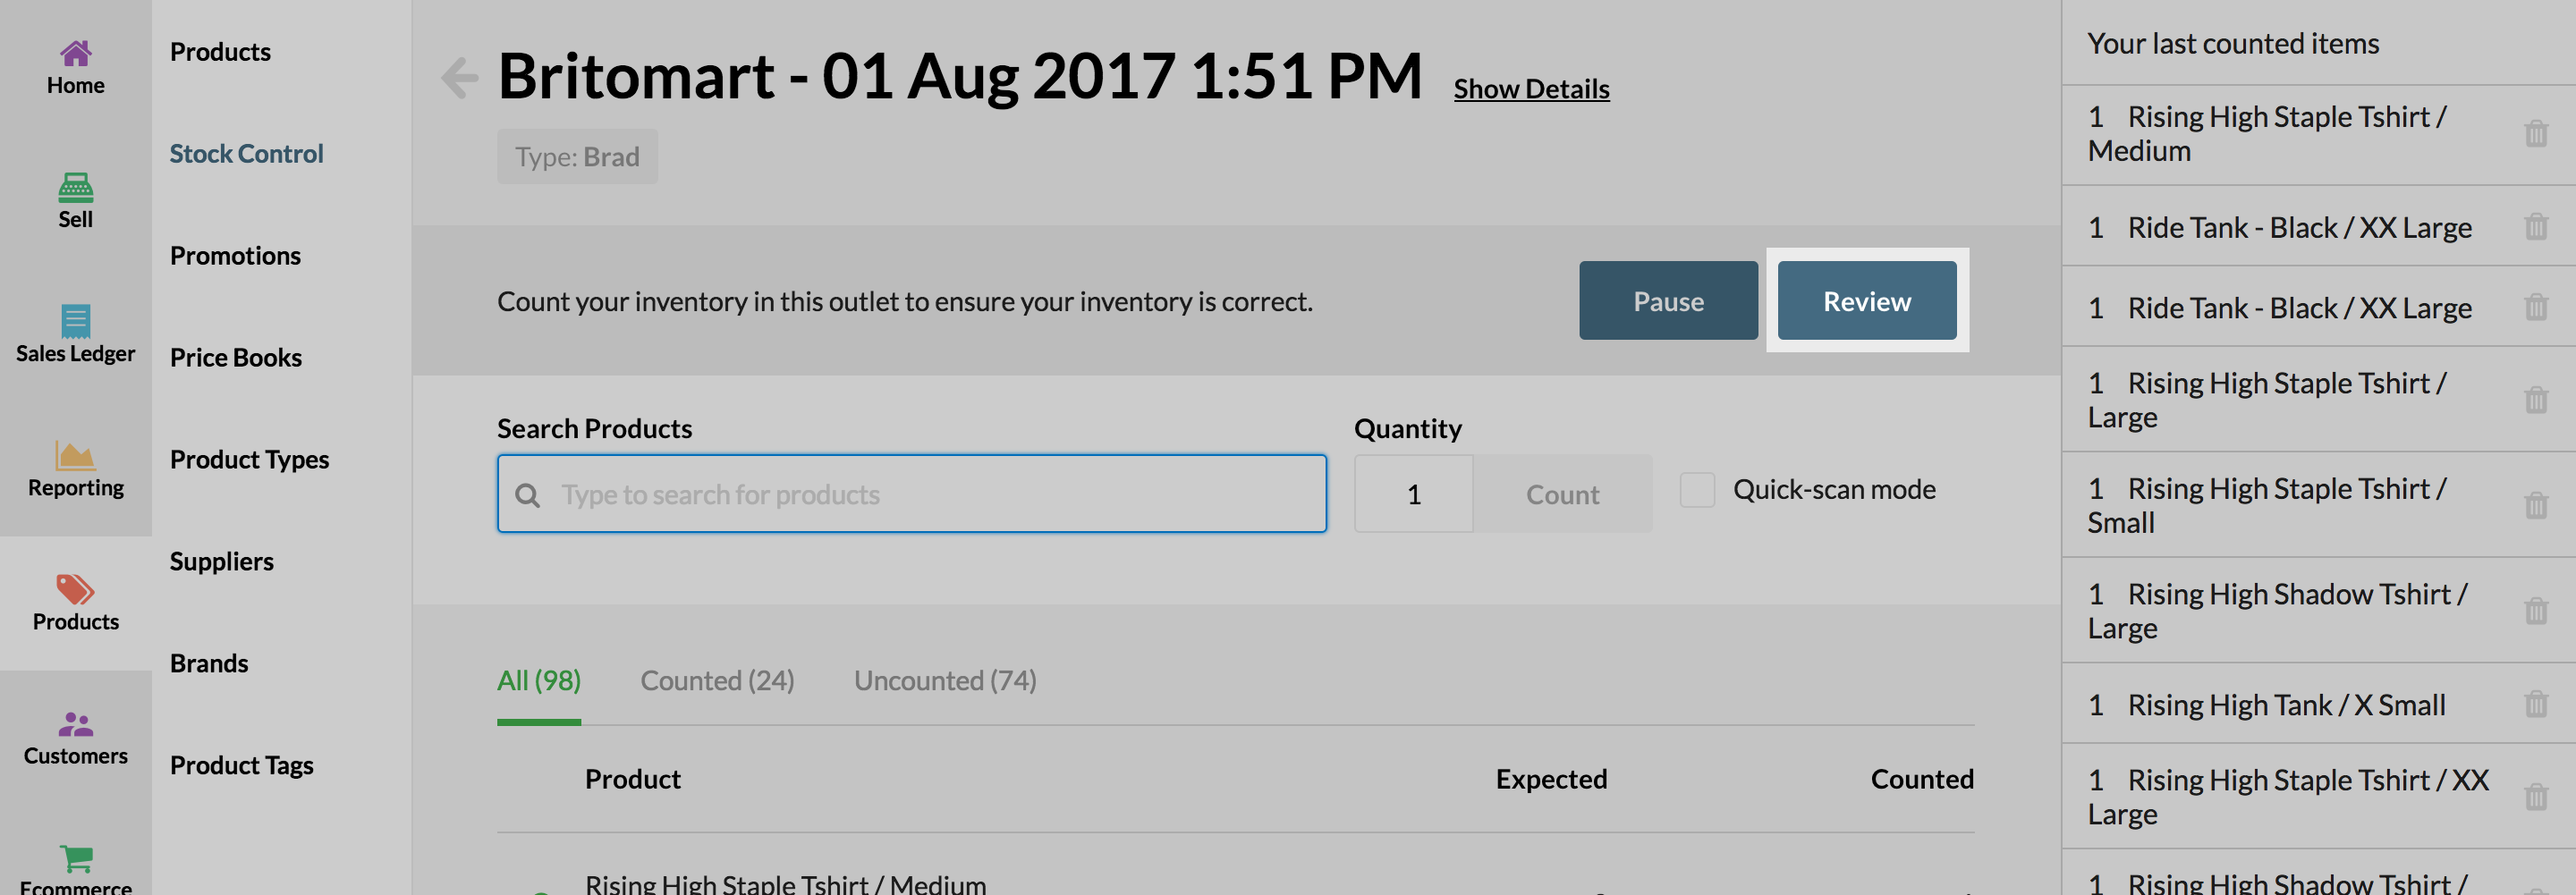 Home
Sell
Sales Ledger
Reporting
Products
Customers
Ecommerce
Products
Stock Control
Promotions
Price Books
Product Types
Suppliers
Brands
Product Tags
Britomart - 01 Aug 2017 1:51 PM Show Details
Type: Brad
Count your inventory in this outlet to ensure your inventory is correct. Pause Review
Search Products Quantity
Type to search for products 1 Count Quick-scan mode
All (98) Counted (24) Uncounted (74)
Product Expected Counted
Rising High Staple Tshirt / Medium
Your last counted items
1 Rising High Staple Tshirt /
Medium
1 Ride Tank - Black / XX Large
1 Ride Tank - Black / XX Large
1 Rising High Staple Tshirt /
Large
1 Rising High Staple Tshirt /
Small
1 Rising High Shadow Tshirt /
Large
1 Rising High Tank / X Small
1 Rising High Staple Tshirt / XX
Large
1 Rising High Shadow Tshirt /